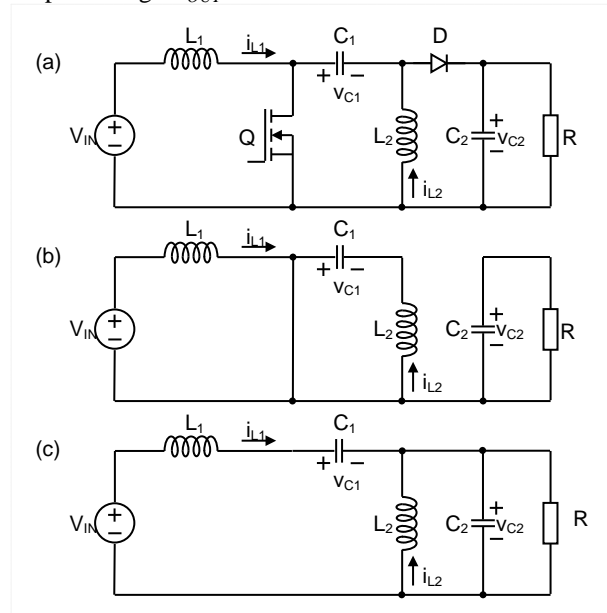 L1 iL1 C1 D
(a)
+ − vC1
VIN + − Q L2 C2 + vC2 − R
iL2
L1 iL1 C1
(b)
+ − vC1
VIN + − L2 C2 + vC2 − R
iL2
L1 iL1 C1
(c)
+ − vC1
VIN + − L2 C2 + vC2 − R
iL2